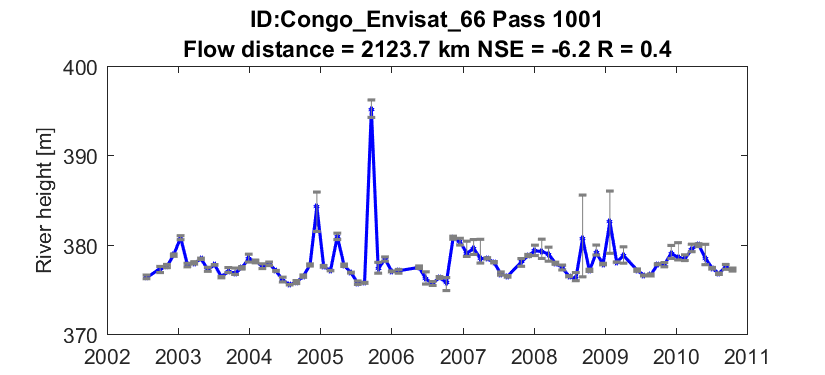 ID:Congo_Envisat_66 Pass 1001
Flow distance = 2123.7 km NSE = -6.2 R = 0.4
400
390
380
370
River height [m]
2002 2003 2004 2005 2006 2007 2008 2009 2010 2011